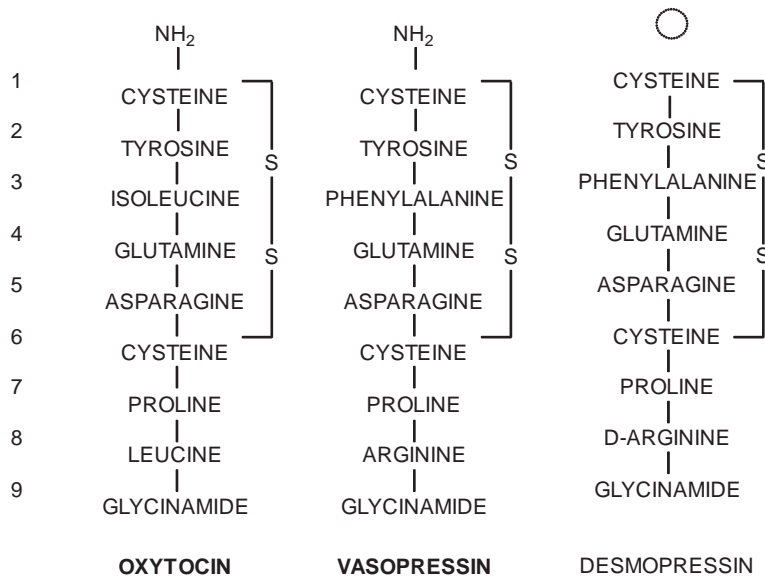 NH2 NH2
1 CYSTEINE CYSTEINE CYSTEINE
2 TYROSINE TYROSINE TYROSINE
S S S
3 ISOLEUCINE PHENYLALANINE PHENYLALANINE
4 GLUTAMINE GLUTAMINE GLUTAMINE
S S S
5 ASPARAGINE ASPARAGINE ASPARAGINE
6 CYSTEINE CYSTEINE CYSTEINE
7 PROLINE PROLINE PROLINE
8 LEUCINE ARGININE D-ARGININE
9 GLYCINAMIDE GLYCINAMIDE GLYCINAMIDE
OXYTOCIN VASOPRESSIN DESMOPRESSIN